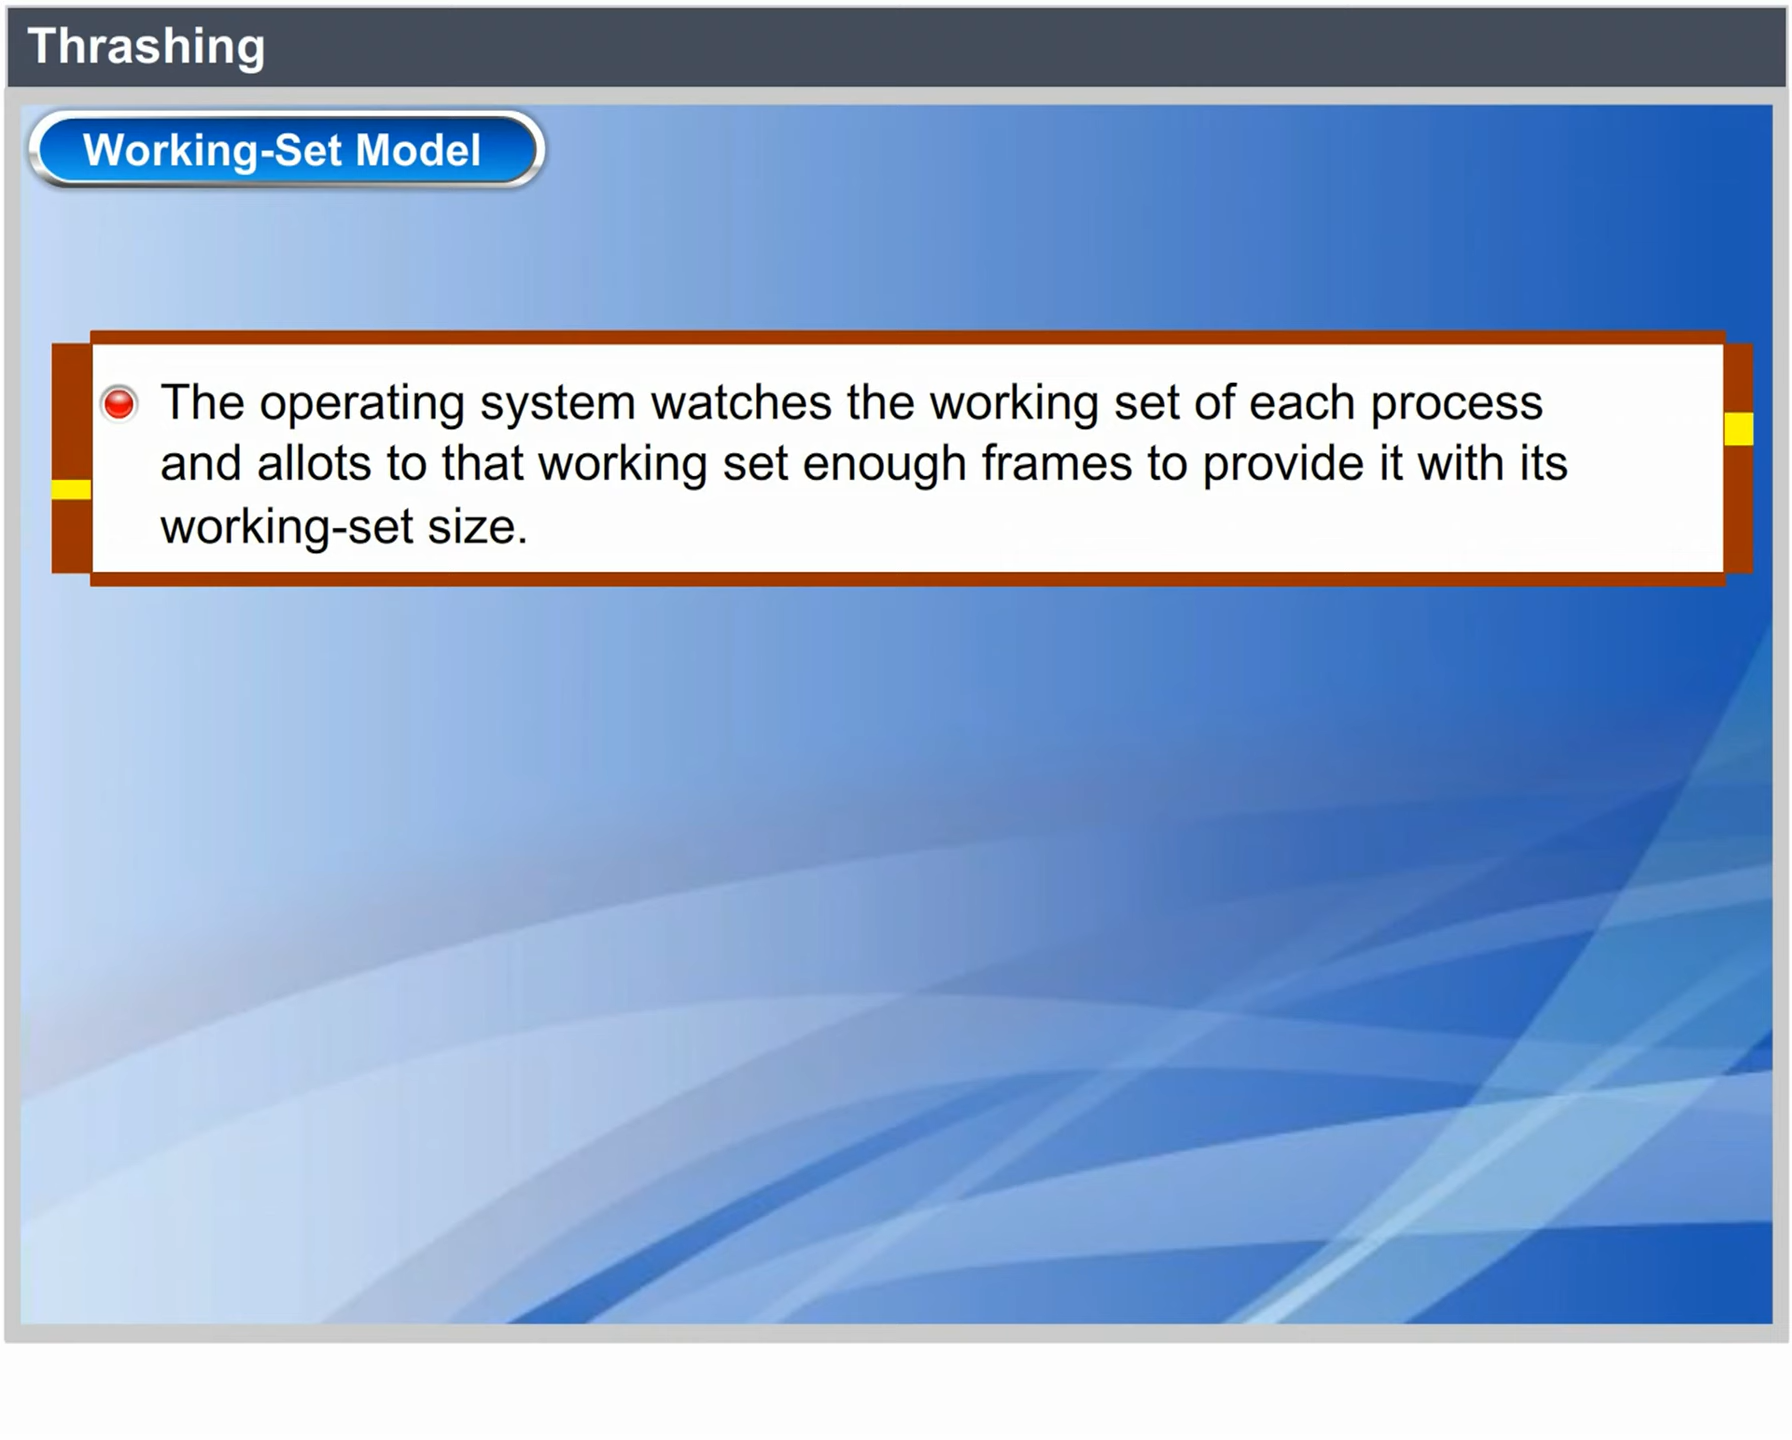 Thrashing
Working-Set Model
The operating system watches the working set of each process
and allots to that working set enough frames to provide it with its
working-set size.